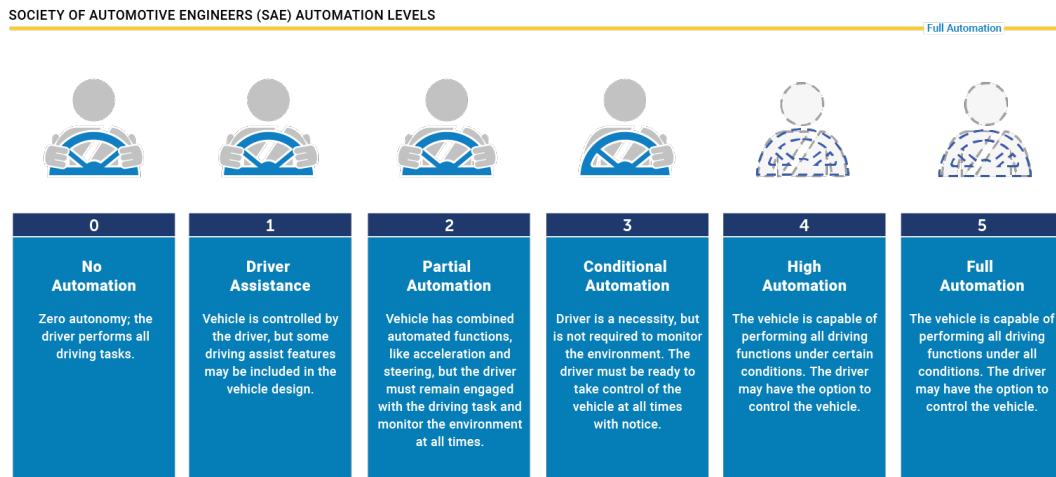 SOCIETY OF AUTOMOTIVE ENGINEERS (SAE) AUTOMATION LEVELS
Full Automation
0
No
Automation
Zero autonomy; the
driver performs all
driving tasks.
1
Driver
Assistance
Vehicle is controlled by
the driver, but some
driving assist features
may be included in the
vehicle design.
2
Partial
Automation
Vehicle has combined
automated functions,
like acceleration and
steering, but the driver
must remain engaged
with the driving task and
monitor the environment
at all times.
3
Conditional
Automation
Driver is a necessity, but
is not required to monitor
the environment. The
driver must be ready to
take control of the
vehicle at all times
with notice.
4
High
Automation
The vehicle is capable of
performing all driving
functions under certain
conditions. The driver
may have the option to
control the vehicle.
5
Full
Automation
The vehicle is capable of
performing all driving
functions under all
conditions. The driver
may have the option to
control the vehicle.